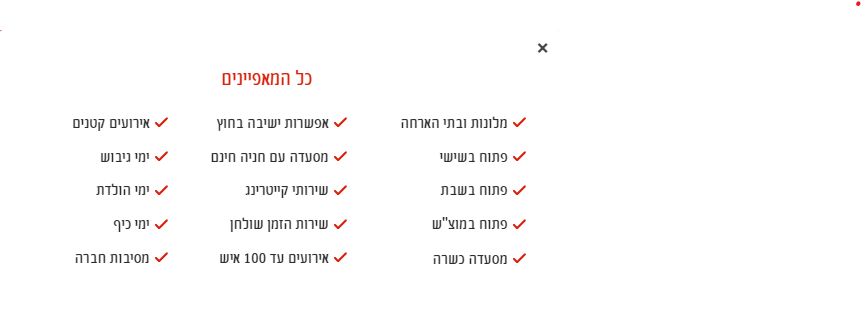 כל המאפיינים
מלונות ובתי הארחה
פתוח בשישי
פתוח בשבת
פתוח במוצ"ש
מסעדה כשרה
אפשרות ישיבה בחוץ
מסעדה עם חניה חינם
שירותי קייטרינג
שירות הזמן שולחן
אירועים עד 100 איש
אירועים קטנים
ימי גיבוש
ימי הולדת
ימי כיף
מסיבות חברה